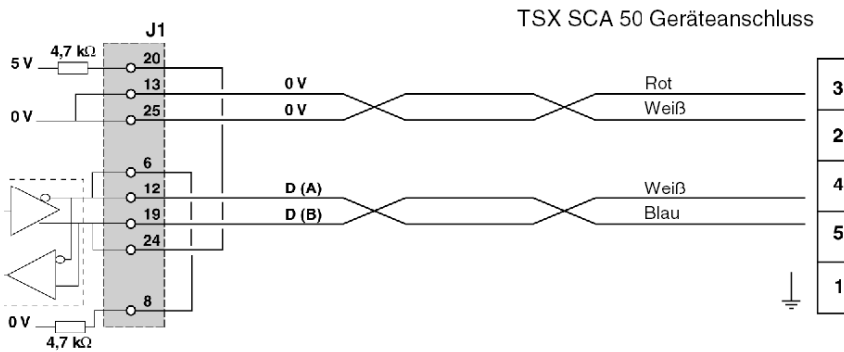 TSX SCA 50 Geräteanschluss
J1
4,7 kΩ
5 V
20
13
0 V
Rot
3
0 V
25
0 V
Weiß
2
6
12
D (A)
Weiß
4
19
D (B)
Blau
5
24
1
8
0 V
4,7 kΩ